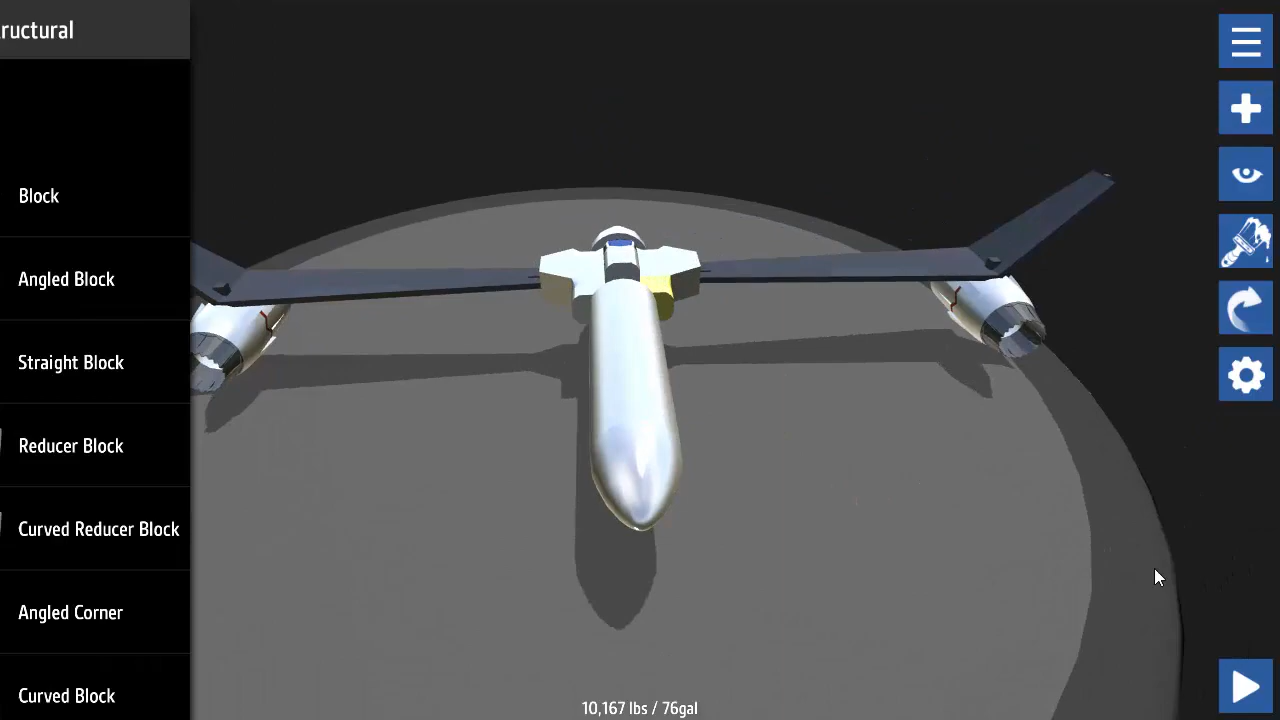 ructural
Block
Angled Block
Straight Block
Reducer Block
Curved Reducer Block
Angled Corner
Curved Block
10,167 lbs / 76gal